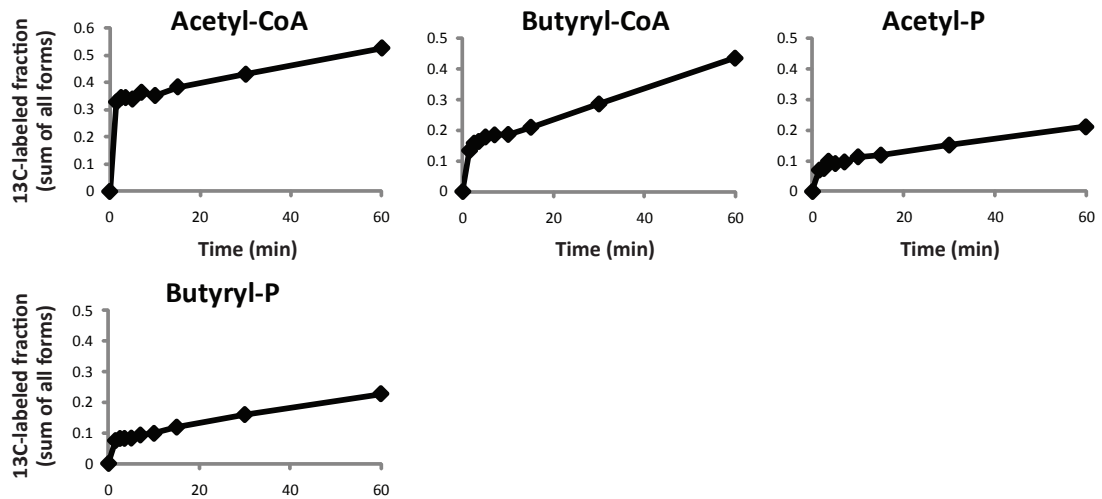 Acetyl-CoA
13C-labeled fraction
(sum of all forms)
0.6
0.5
0.4
0.3
0.2
0.1
0
0 20 40 60
Time (min)
Butyryl-CoA
0.5
0.4
0.3
0.2
0.1
0
0 20 40 60
Time (min)
Acetyl-P
0.5
0.4
0.3
0.2
0.1
0
0 20 40 60
Time (min)
Butyryl-P
13C-labeled fraction
(sum of all forms)
0.5
0.4
0.3
0.2
0.1
0
0 20 40 60